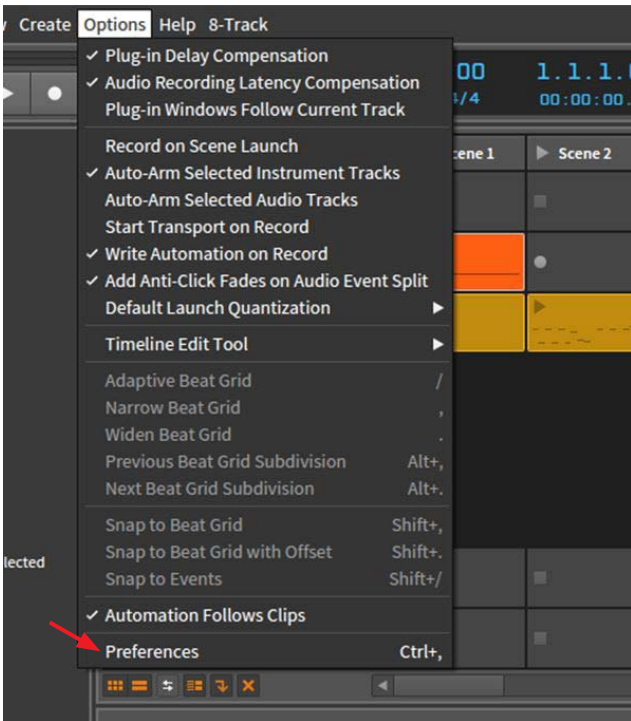 Create Options Help 8-Track
Plug-in Delay Compensation
Audio Recording Latency Compensation
Plug-in Windows Follow Current Track
Record on Scene Launch
Auto-Arm Selected Instrument Tracks
Auto-Arm Selected Audio Tracks
Start Transport on Record
Write Automation on Record
Add Anti-Click Fades on Audio Event Split
Default Launch Quantization
Timeline Edit Tool
Adaptive Beat Grid /
Narrow Beat Grid ,
Widen Beat Grid .
Previous Beat Grid Subdivision Alt+,
Next Beat Grid Subdivision Alt+.
Snap to Beat Grid Shift+,
Snap to Beat Grid with Offset Shift+.
Snap to Events Shift+/
Automation Follows Clips
Preferences Ctrl+,
00 1.1.1.
/4 00:00:00.
cene 1 Scene 2
lected